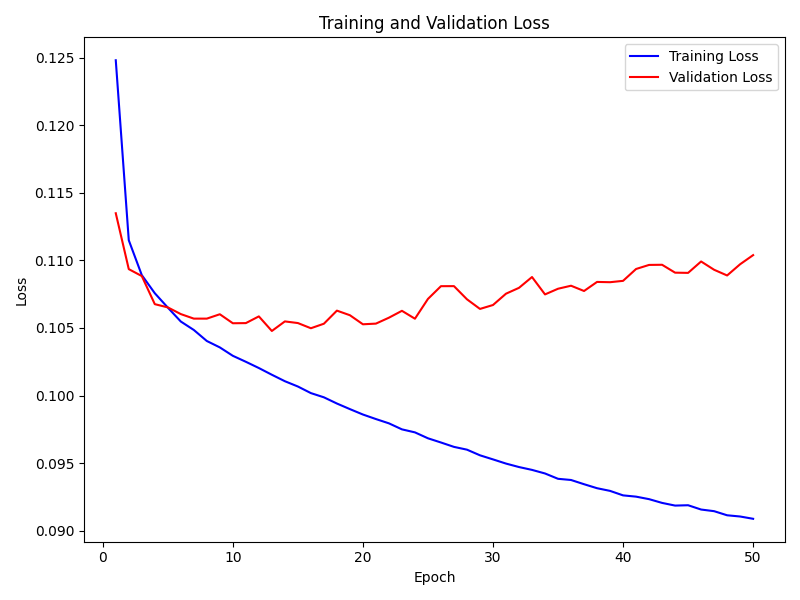 Training and Validation Loss
Training Loss
Validation Loss
0.125
0.120
0.115
0.110
0.105
0.100
0.095
0.090
Loss
0
10
20
30
40
50
Epoch